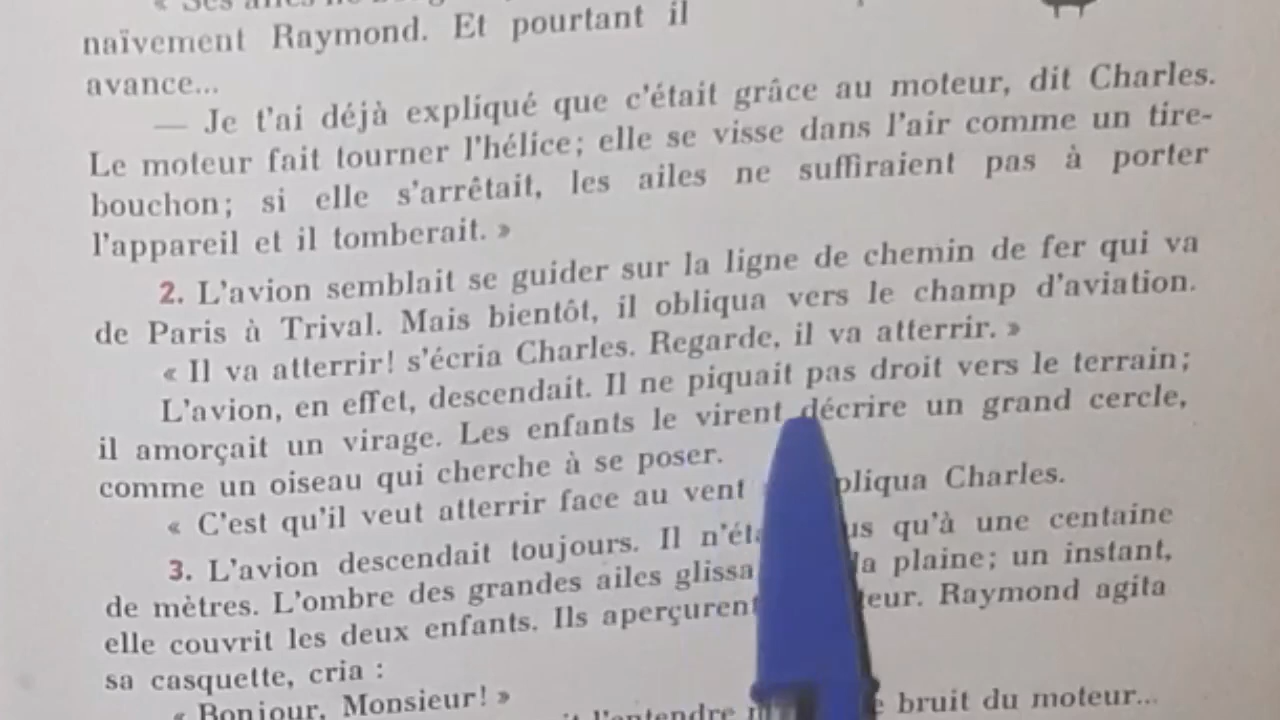 « Ses ailes ne
naïvement Raymond. Et pourtant il
avance...
— Je t'ai déjà expliqué que c'était grâce au moteur, dit Charles.
Le moteur fait tourner l'hélice; elle se visse dans l'air comme un tire-
bouchon; si elle s'arrêtait, les ailes ne suffiraient pas à porter
l'appareil et il tomberait. »
2. L'avion semblait se guider sur la ligne de chemin de fer qui va
de Paris à Trival. Mais bientôt, il obliqua vers le champ d'aviation.
« Il va atterrir! s'écria Charles. Regarde, il va atterrir. »
L'avion, en effet, descendait. Il ne piquait pas droit vers le terrain;
il amorçait un virage. Les enfants le virent décrire un grand cercle,
comme un oiseau qui cherche à se poser.
« C'est qu'il veut atterrir face au vent pliqua Charles.
3. L'avion descendait toujours. Il n'éta us qu'à une centaine
de mètres. L'ombre des grandes ailes glissa la plaine; un instant,
elle couvrit les deux enfants. Ils aperçurent teur. Raymond agita
sa casquette, cria :
« Bonjour, Monsieur! »
l'entendre bruit du moteur...